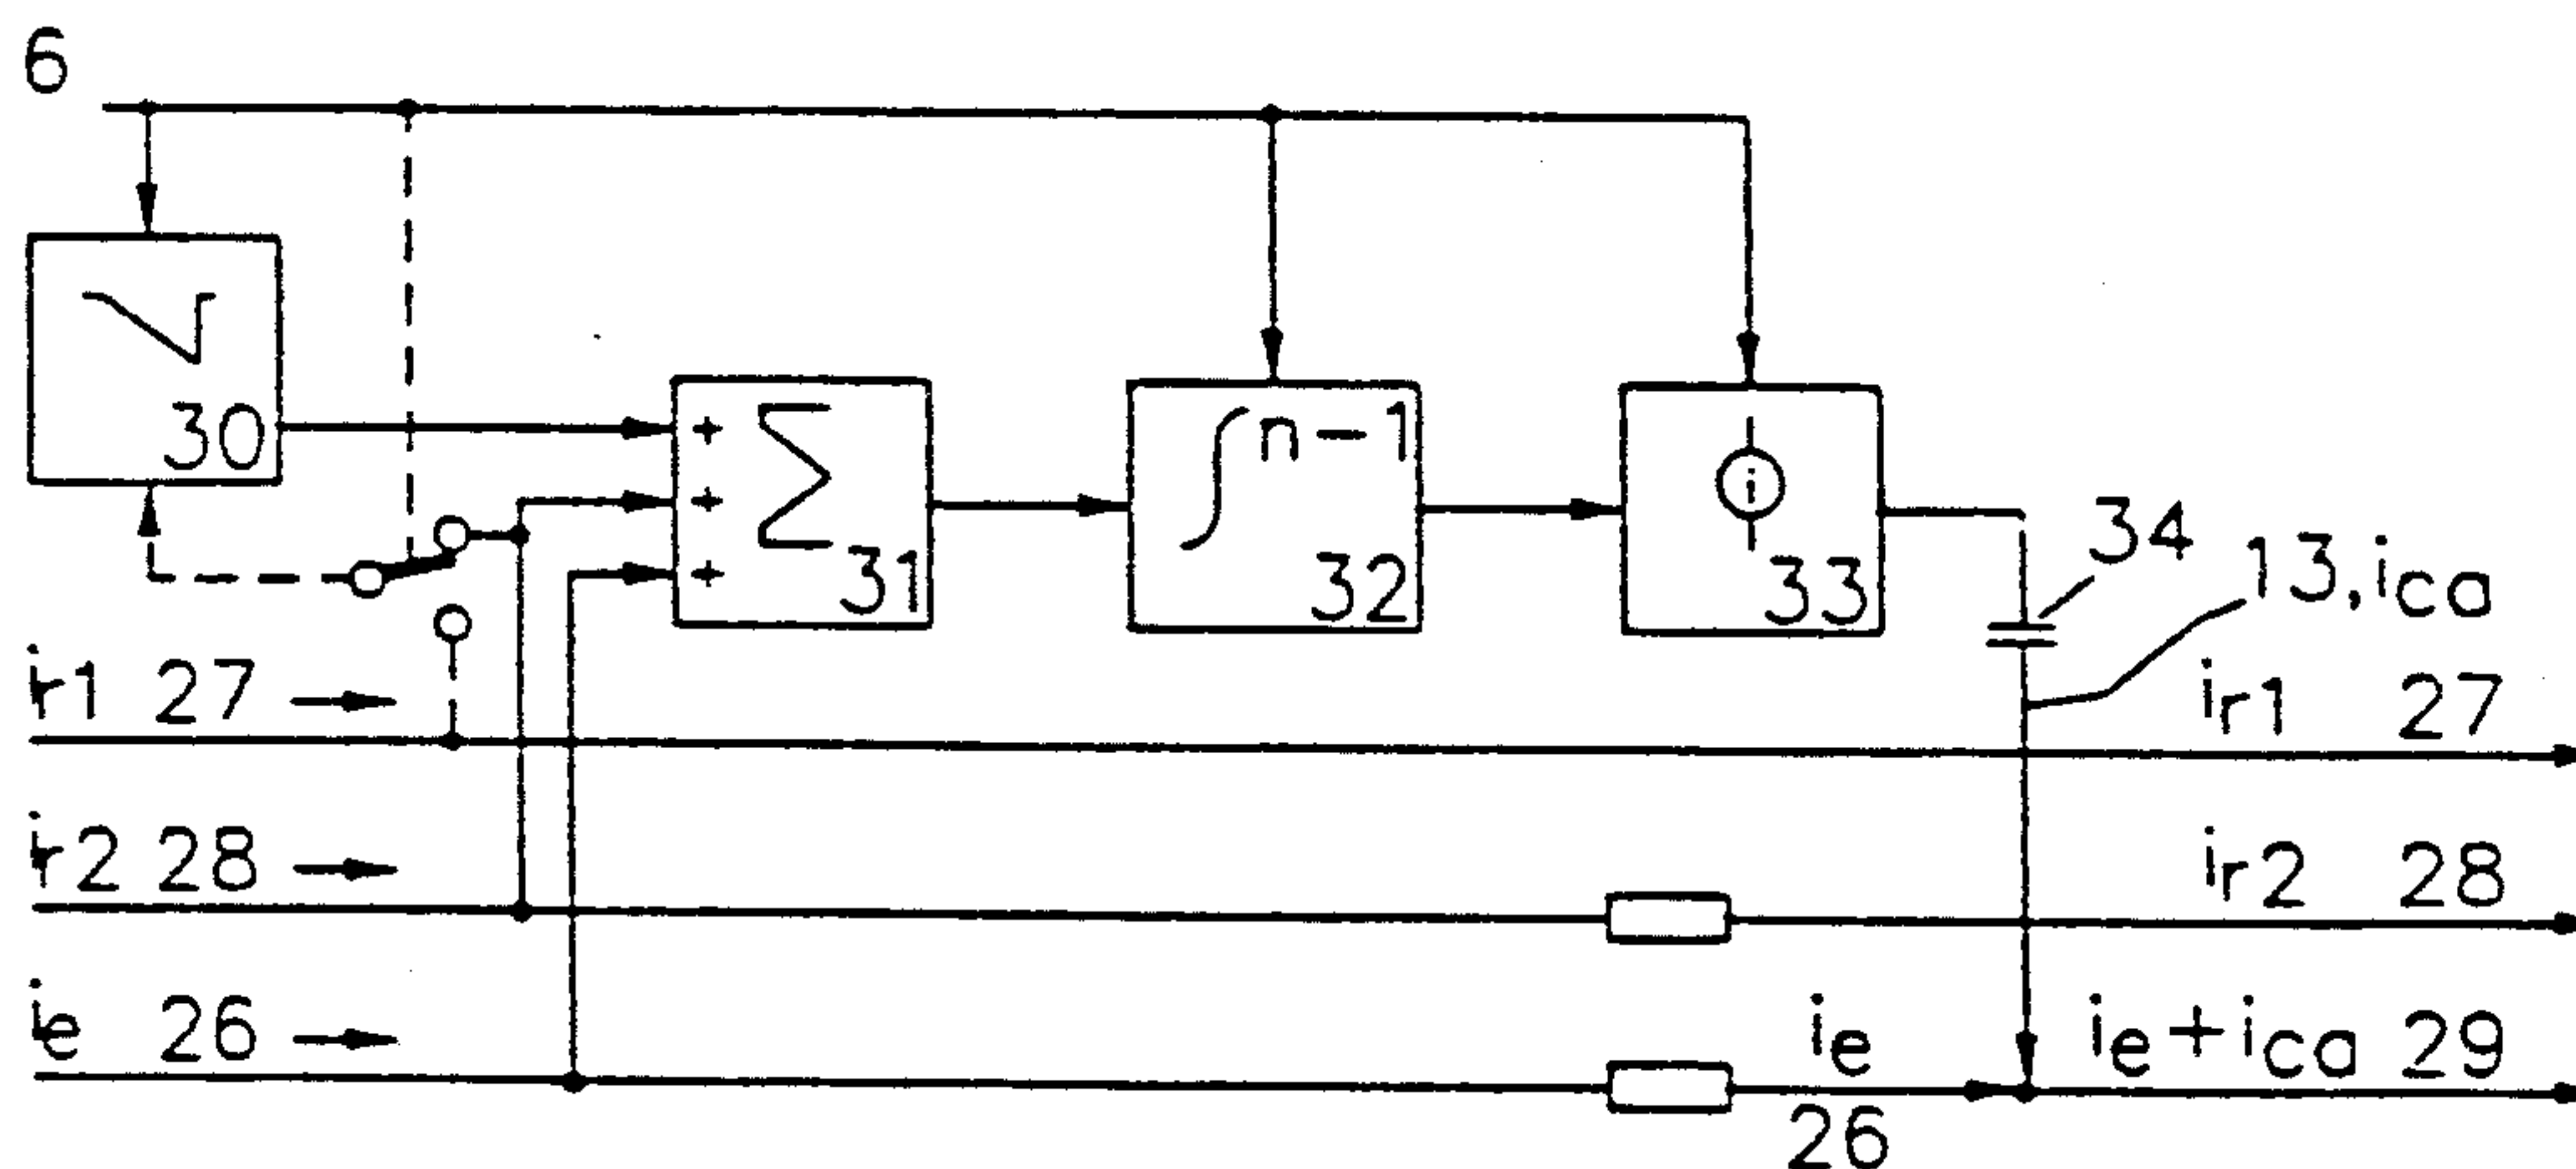 6
30
+ Σ
+
+ 31
∫n-1
32
i
33
34
13,ica
ir1 27
ir1 27
ir2 28
ir2 28
ie 26
ie
26
ie+ica 29